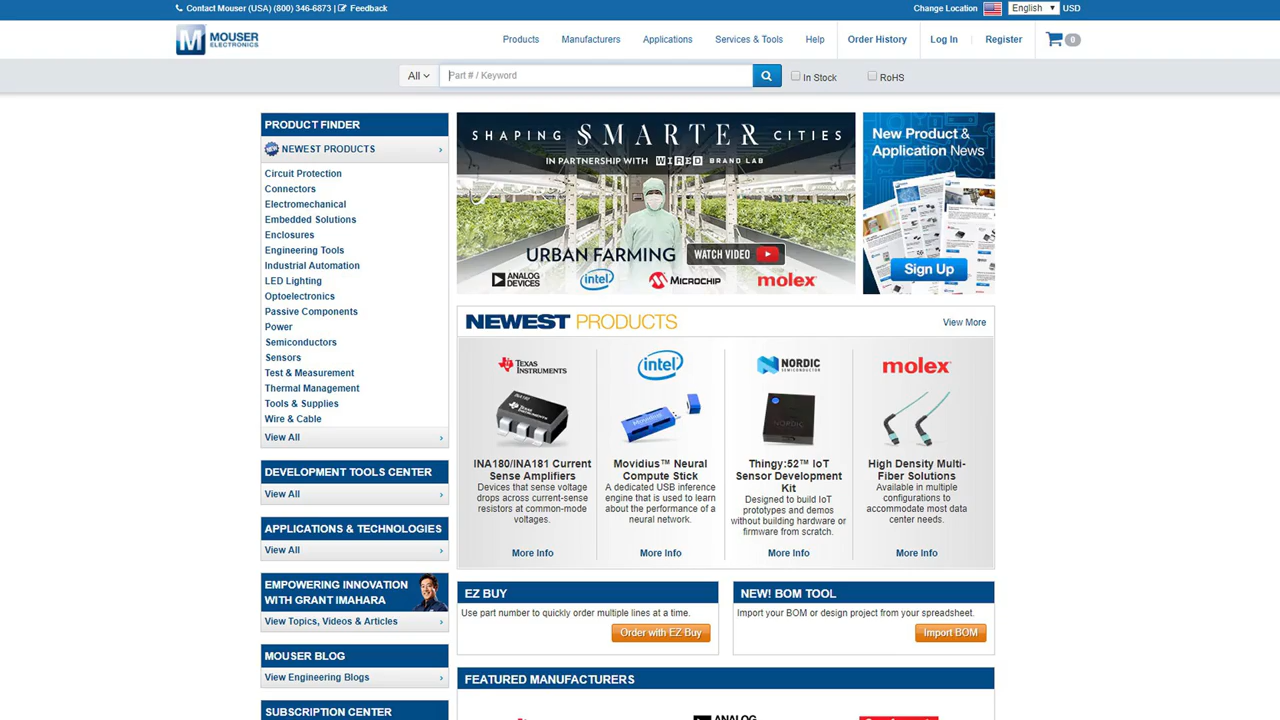 Contact Mouser (USA) (800) 346-6873 | Feedback
Change Location English USD
M MOUSER ELECTRONICS
Products Manufacturers Applications Services & Tools Help Order History Log In Register 0
All Part # / Keyword In Stock RoHS
PRODUCT FINDER
NEW NEWEST PRODUCTS
Circuit Protection
Connectors
Electromechanical
Embedded Solutions
Enclosures
Engineering Tools
Industrial Automation
LED Lighting
Optoelectronics
Passive Components
Power
Semiconductors
Sensors
Test & Measurement
Thermal Management
Tools & Supplies
Wire & Cable
View All
DEVELOPMENT TOOLS CENTER
View All
APPLICATIONS & TECHNOLOGIES
View All
EMPOWERING INNOVATION
WITH GRANT IMAHARA
View Topics, Videos & Articles
MOUSER BLOG
View Engineering Blogs
SUBSCRIPTION CENTER
SHAPING SMARTER CITIES
IN PARTNERSHIP WITH WIRED BRAND LAB
URBAN FARMING WATCH VIDEO
ANALOG DEVICES intel MICROCHIP molex
New Product &
Application News
Sign Up
NEWEST PRODUCTS View More
TEXAS INSTRUMENTS
INA180/INA181 Current
Sense Amplifiers
Devices that sense voltage
drops across current-sense
resistors at common-mode
voltages.
More Info
intel
Movidius
Movidius™ Neural
Compute Stick
A dedicated USB inference
engine that is used to learn
about the performance of a
neural network.
More Info
NORDIC SEMICONDUCTOR
NORDIC
Thingy:52™ IoT
Sensor Development
Kit
Designed to build IoT
prototypes and demos
without building hardware or
firmware from scratch.
More Info
molex
High Density Multi-
Fiber Solutions
Available in multiple
configurations to
accommodate most data
center needs.
More Info
EZ BUY
Use part number to quickly order multiple lines at a time.
Order with EZ Buy
NEW! BOM TOOL
Import your BOM or design project from your spreadsheet.
Import BOM
FEATURED MANUFACTURERS
ANALOG